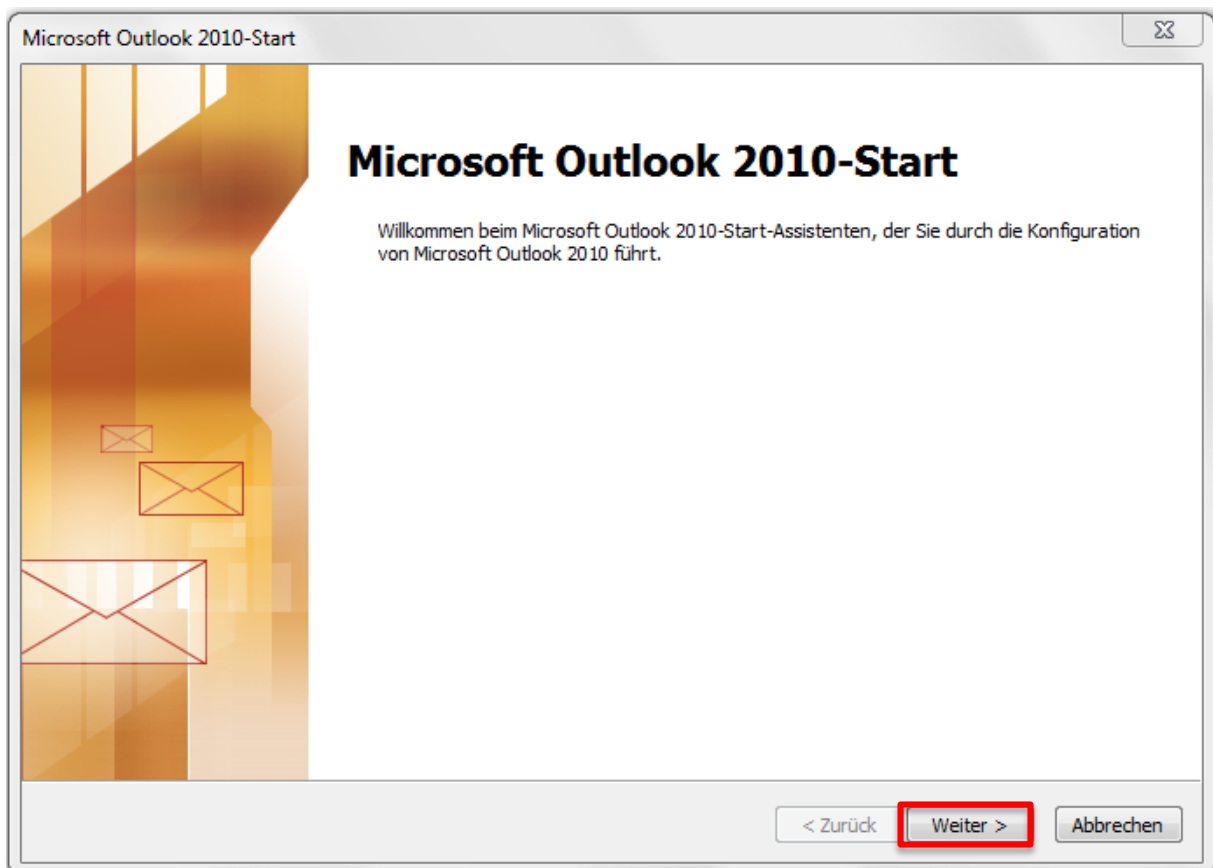 Microsoft Outlook 2010-Start
Microsoft Outlook 2010-Start
Willkommen beim Microsoft Outlook 2010-Start-Assistenten, der Sie durch die Konfiguration
von Microsoft Outlook 2010 führt.
< Zurück Weiter > Abbrechen